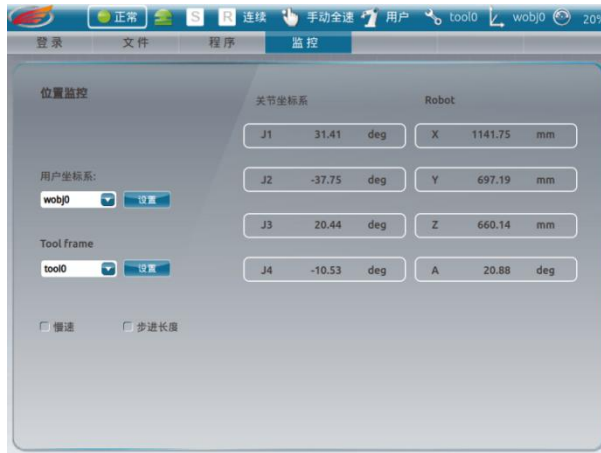 正常 S R 连续 手动全速 用户 tool0 wobj0 20%
登录 文件 程序 监控
位置监控 关节坐标系 Robot
J1 31.41 deg X 1141.75 mm
用户坐标系: J2 -37.75 deg Y 697.19 mm
wobj0 设置
J3 20.44 deg Z 660.14 mm
Tool frame
tool0 设置 J4 -10.53 deg A 20.88 deg
慢速 步进长度